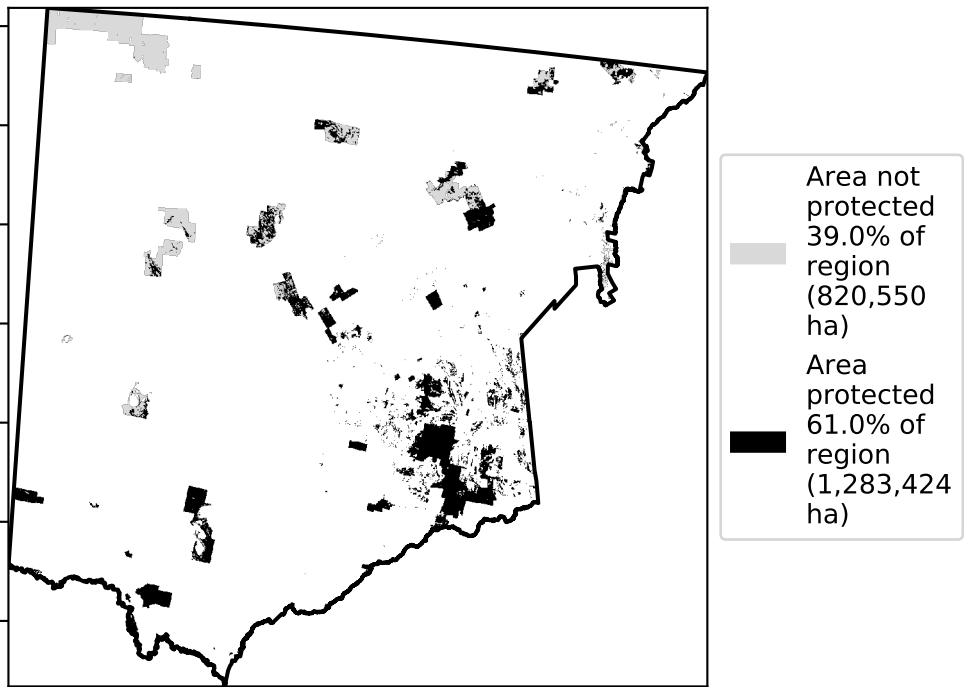 Area not
protected
39.0% of
region
(820,550
ha)
Area
protected
61.0% of
region
(1,283,424
ha)